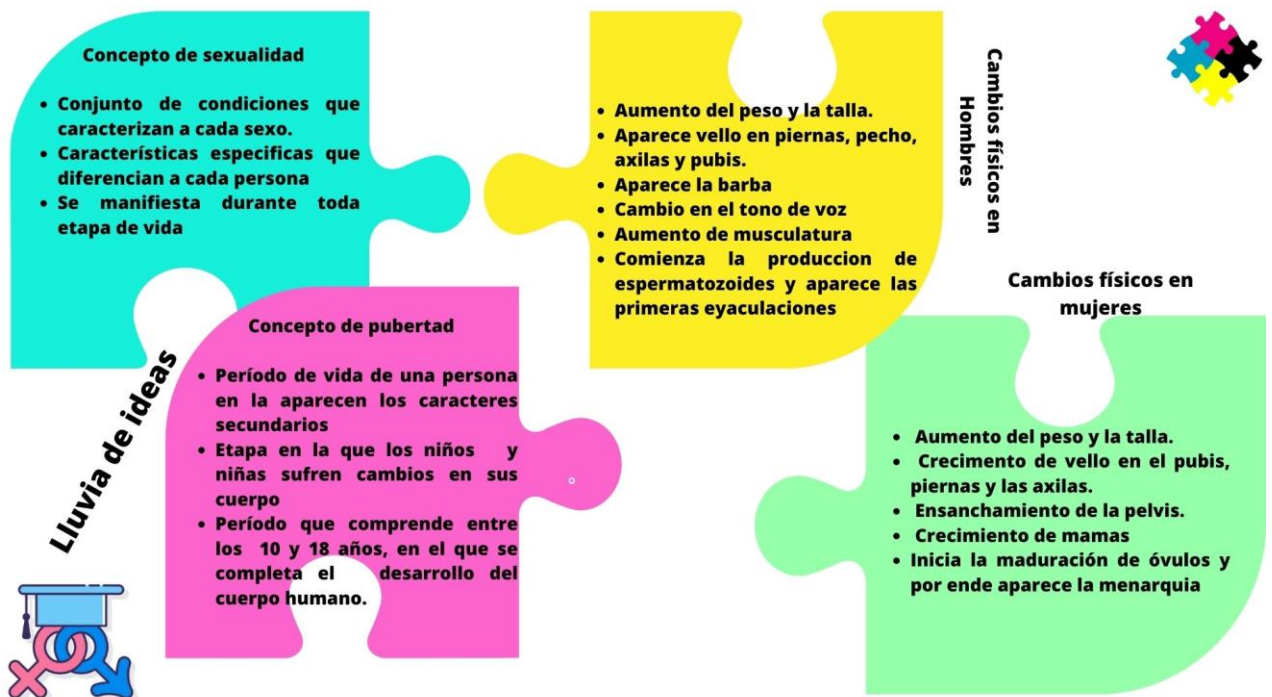 Concepto de sexualidad
• Conjunto de condiciones que
caracterizan a cada sexo.
• Características especificas que
diferencian a cada persona
• Se manifiesta durante toda
etapa de vida
• Aumento del peso y la talla.
• Aparece vello en piernas, pecho,
axilas y pubis.
• Aparece la barba
• Cambio en el tono de voz
• Aumento de musculatura
• Comienza la produccion de
espermatozoides y aparece las
primeras eyaculaciones
Cambios físicos en
Hombres
Lluvia de ideas
Concepto de pubertad
• Período de vida de una persona
en la aparecen los caracteres
secundarios
• Etapa en la que los niños y
niñas sufren cambios en sus
cuerpo
• Período que comprende entre
los 10 y 18 años, en el que se
completa el desarrollo del
cuerpo humano.
Cambios físicos en
mujeres
• Aumento del peso y la talla.
• Crecimento de vello en el pubis,
piernas y las axilas.
• Ensanchamiento de la pelvis.
• Crecimiento de mamas
• Inicia la maduración de óvulos y
por ende aparece la menarquia